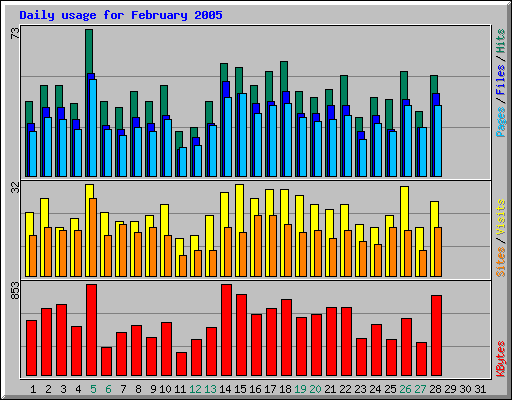 Daily usage for February 2005
73
Pages / Files / Hits
32
Sites / Visits
853
KBytes
1 2 3 4 5 6 7 8 9 10 11 12 13 14 15 16 17 18 19 20 21 22 23 24 25 26 27 28 29 30 31